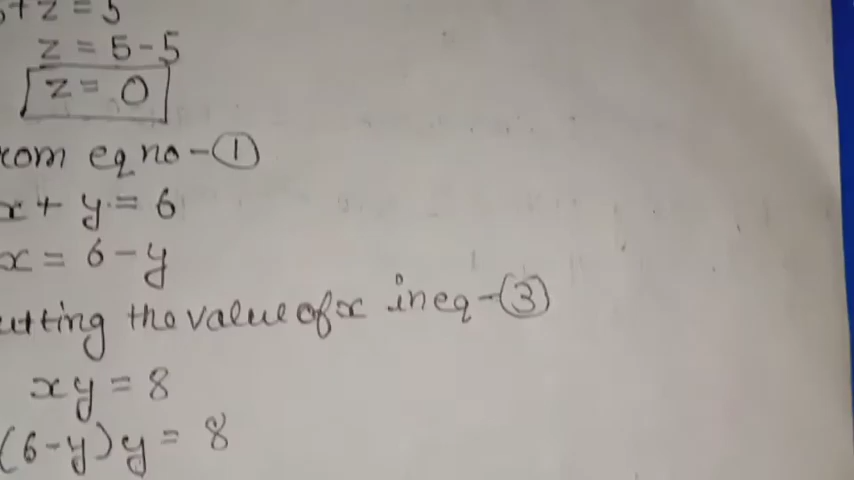 5+z=5
z = 5-5
z = 0
rom eq no-①
x+ y = 6
x = 6-y
utting the value of x in eq-③
xy = 8
(6-y)y = 8